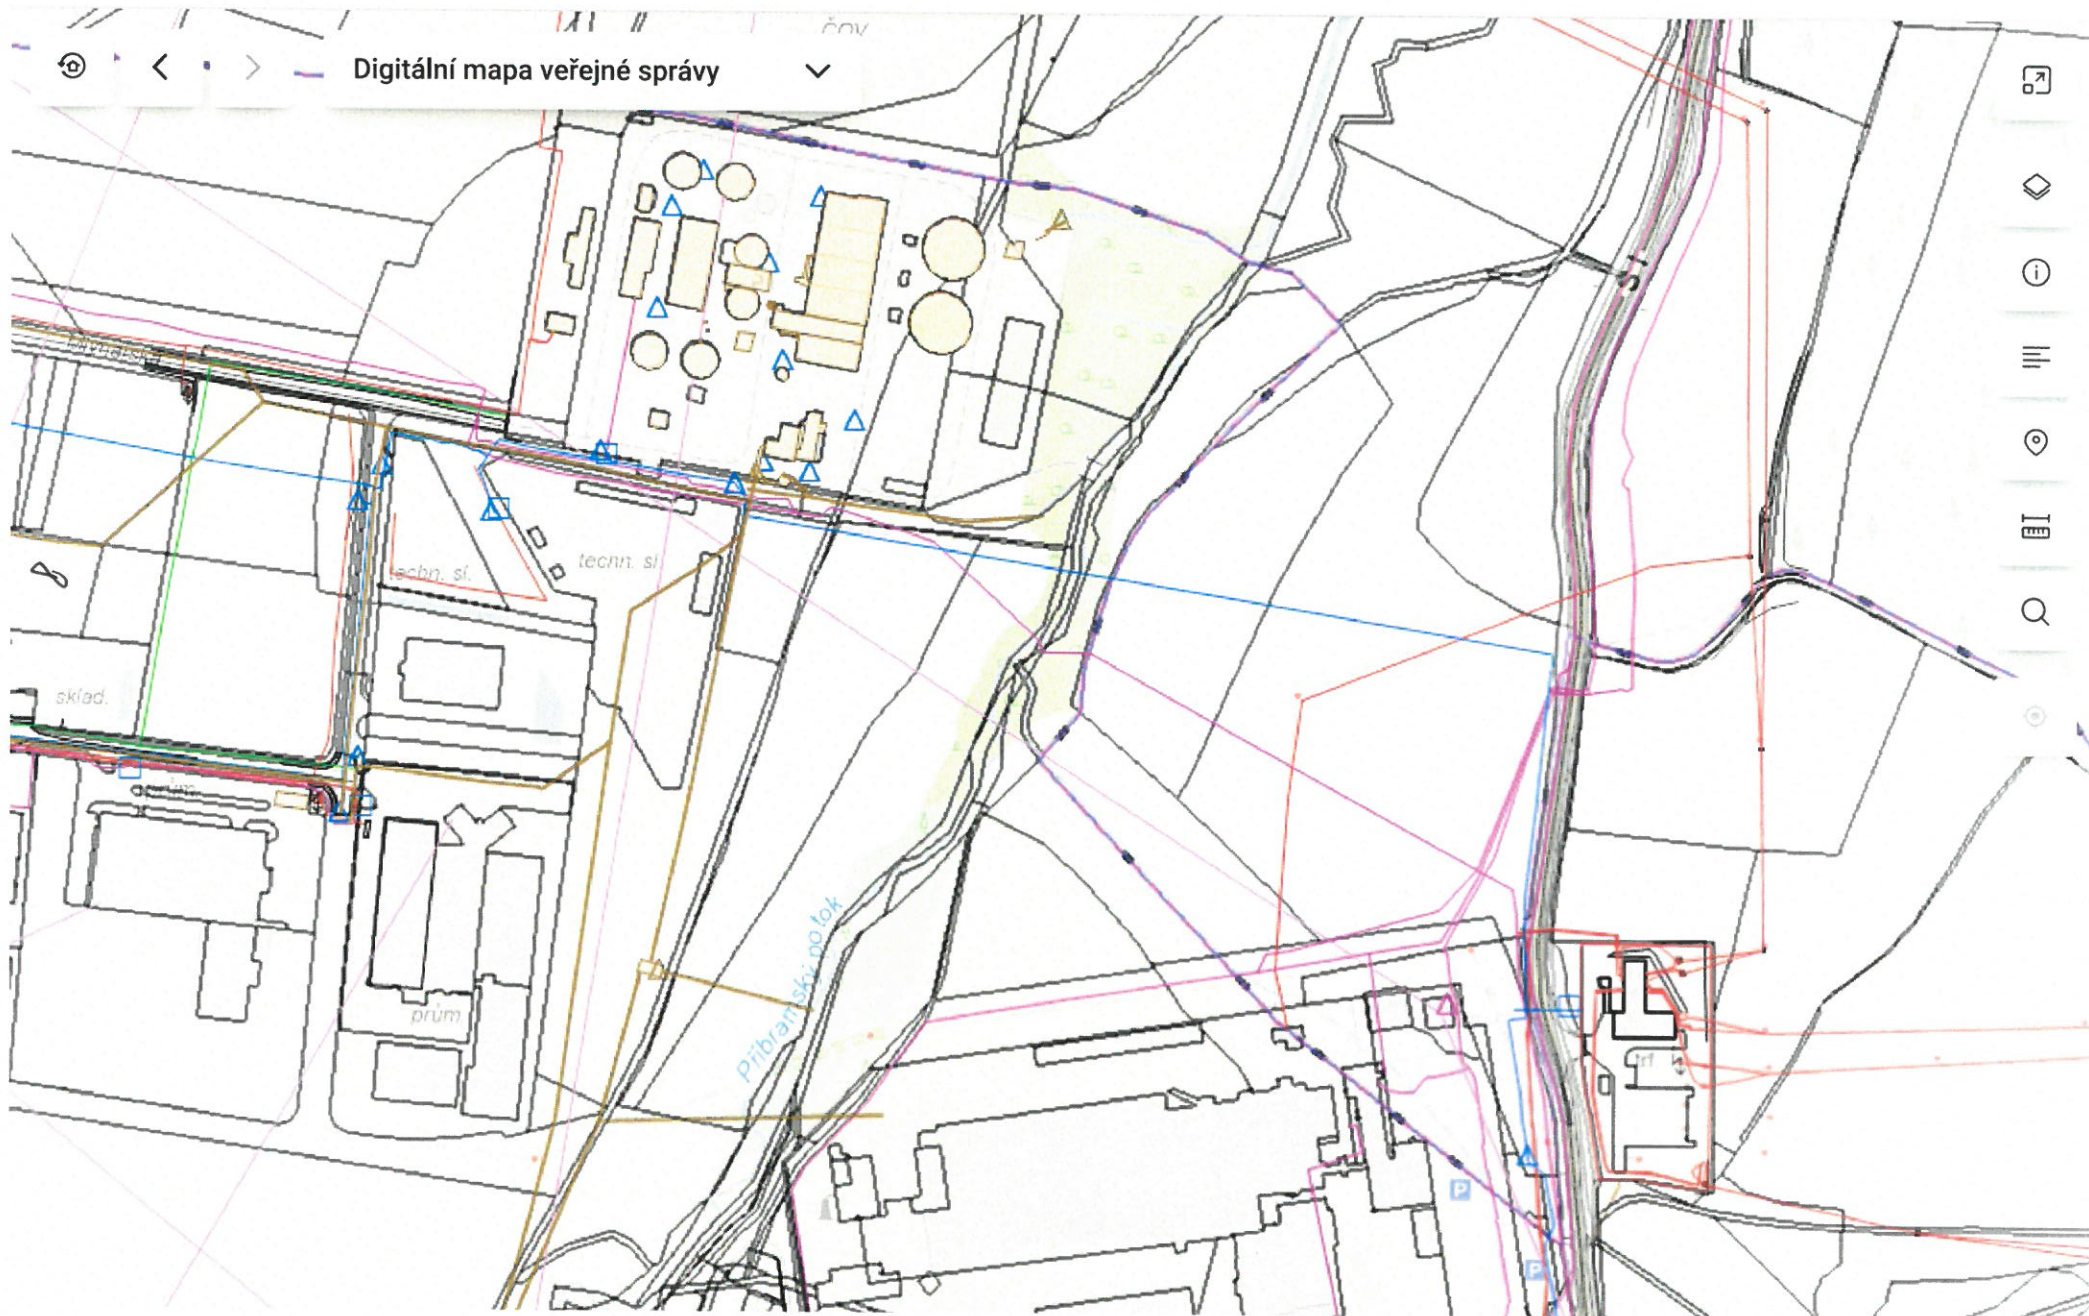 ČOV
Digitální mapa veřejné správy
techn. sl.
techn. sl
sklad.
prům.
prům
Příbramský potok
trf.
P
P